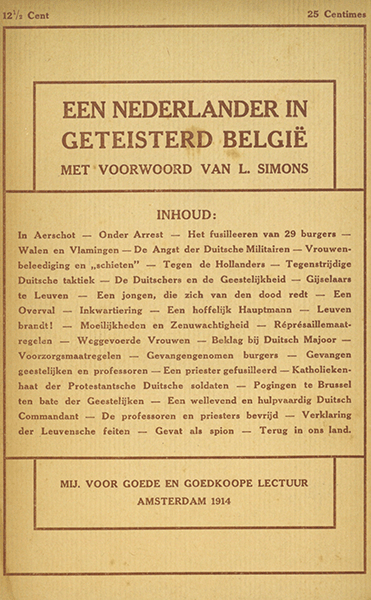 12½ Cent 25 Centimes
EEN NEDERLANDER IN
GETEISTERD BELGIË
MET VOORWOORD VAN L. SIMONS
INHOUD:
In Aerschot — Onder Arrest — Het fusilleeren van 29 burgers —
Walen en Vlamingen — De Angst der Duitsche Militairen — Vrouwen-
beleediging en „schieten” — Tegen de Hollanders — Tegenstrijdige
Duitsche taktiek — De Duitschers en de Geestelijkheid — Gijselaars
te Leuven — Een jongen, die zich van den dood redt — Een
Overval — Inkwartiering — Een hoffelijk Hauptmann — Leuven
brandt! — Moeilijkheden en Zenuwachtigheid — Répressaillemaat-
regelen — Weggevoerde Vrouwen — Beklag bij Duitsch Majoor —
Voorzorgsmaatregelen — Gevangengenomen burgers — Gevangen
geestelijken en professoren — Een priester gefusilleerd — Katholieken-
haat der Protestantsche Duitsche soldaten — Pogingen te Brussel
ten bate der Geestelijken — Een wellevend en hulpvaardig Duitsch
Commandant — De professoren en priesters bevrijd — Verklaring
der Leuvensche feiten — Gevat als spion — Terug in ons land.
MIJ. VOOR GOEDE EN GOEDKOOPE LECTUUR
AMSTERDAM 1914